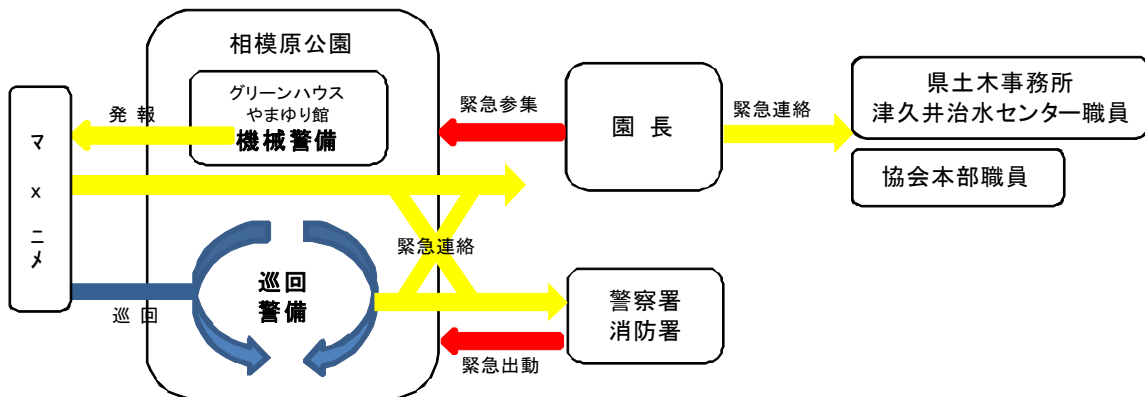 相模原公園
グリーンハウス
やまゆり館
機械警備
発 報
マ
x
ニ
メ
緊急参集
園 長
緊急連絡
県土木事務所
津久井治水センター職員
協会本部職員
緊急連絡
巡回
警備
巡 回
警察署
消防署
緊急出動